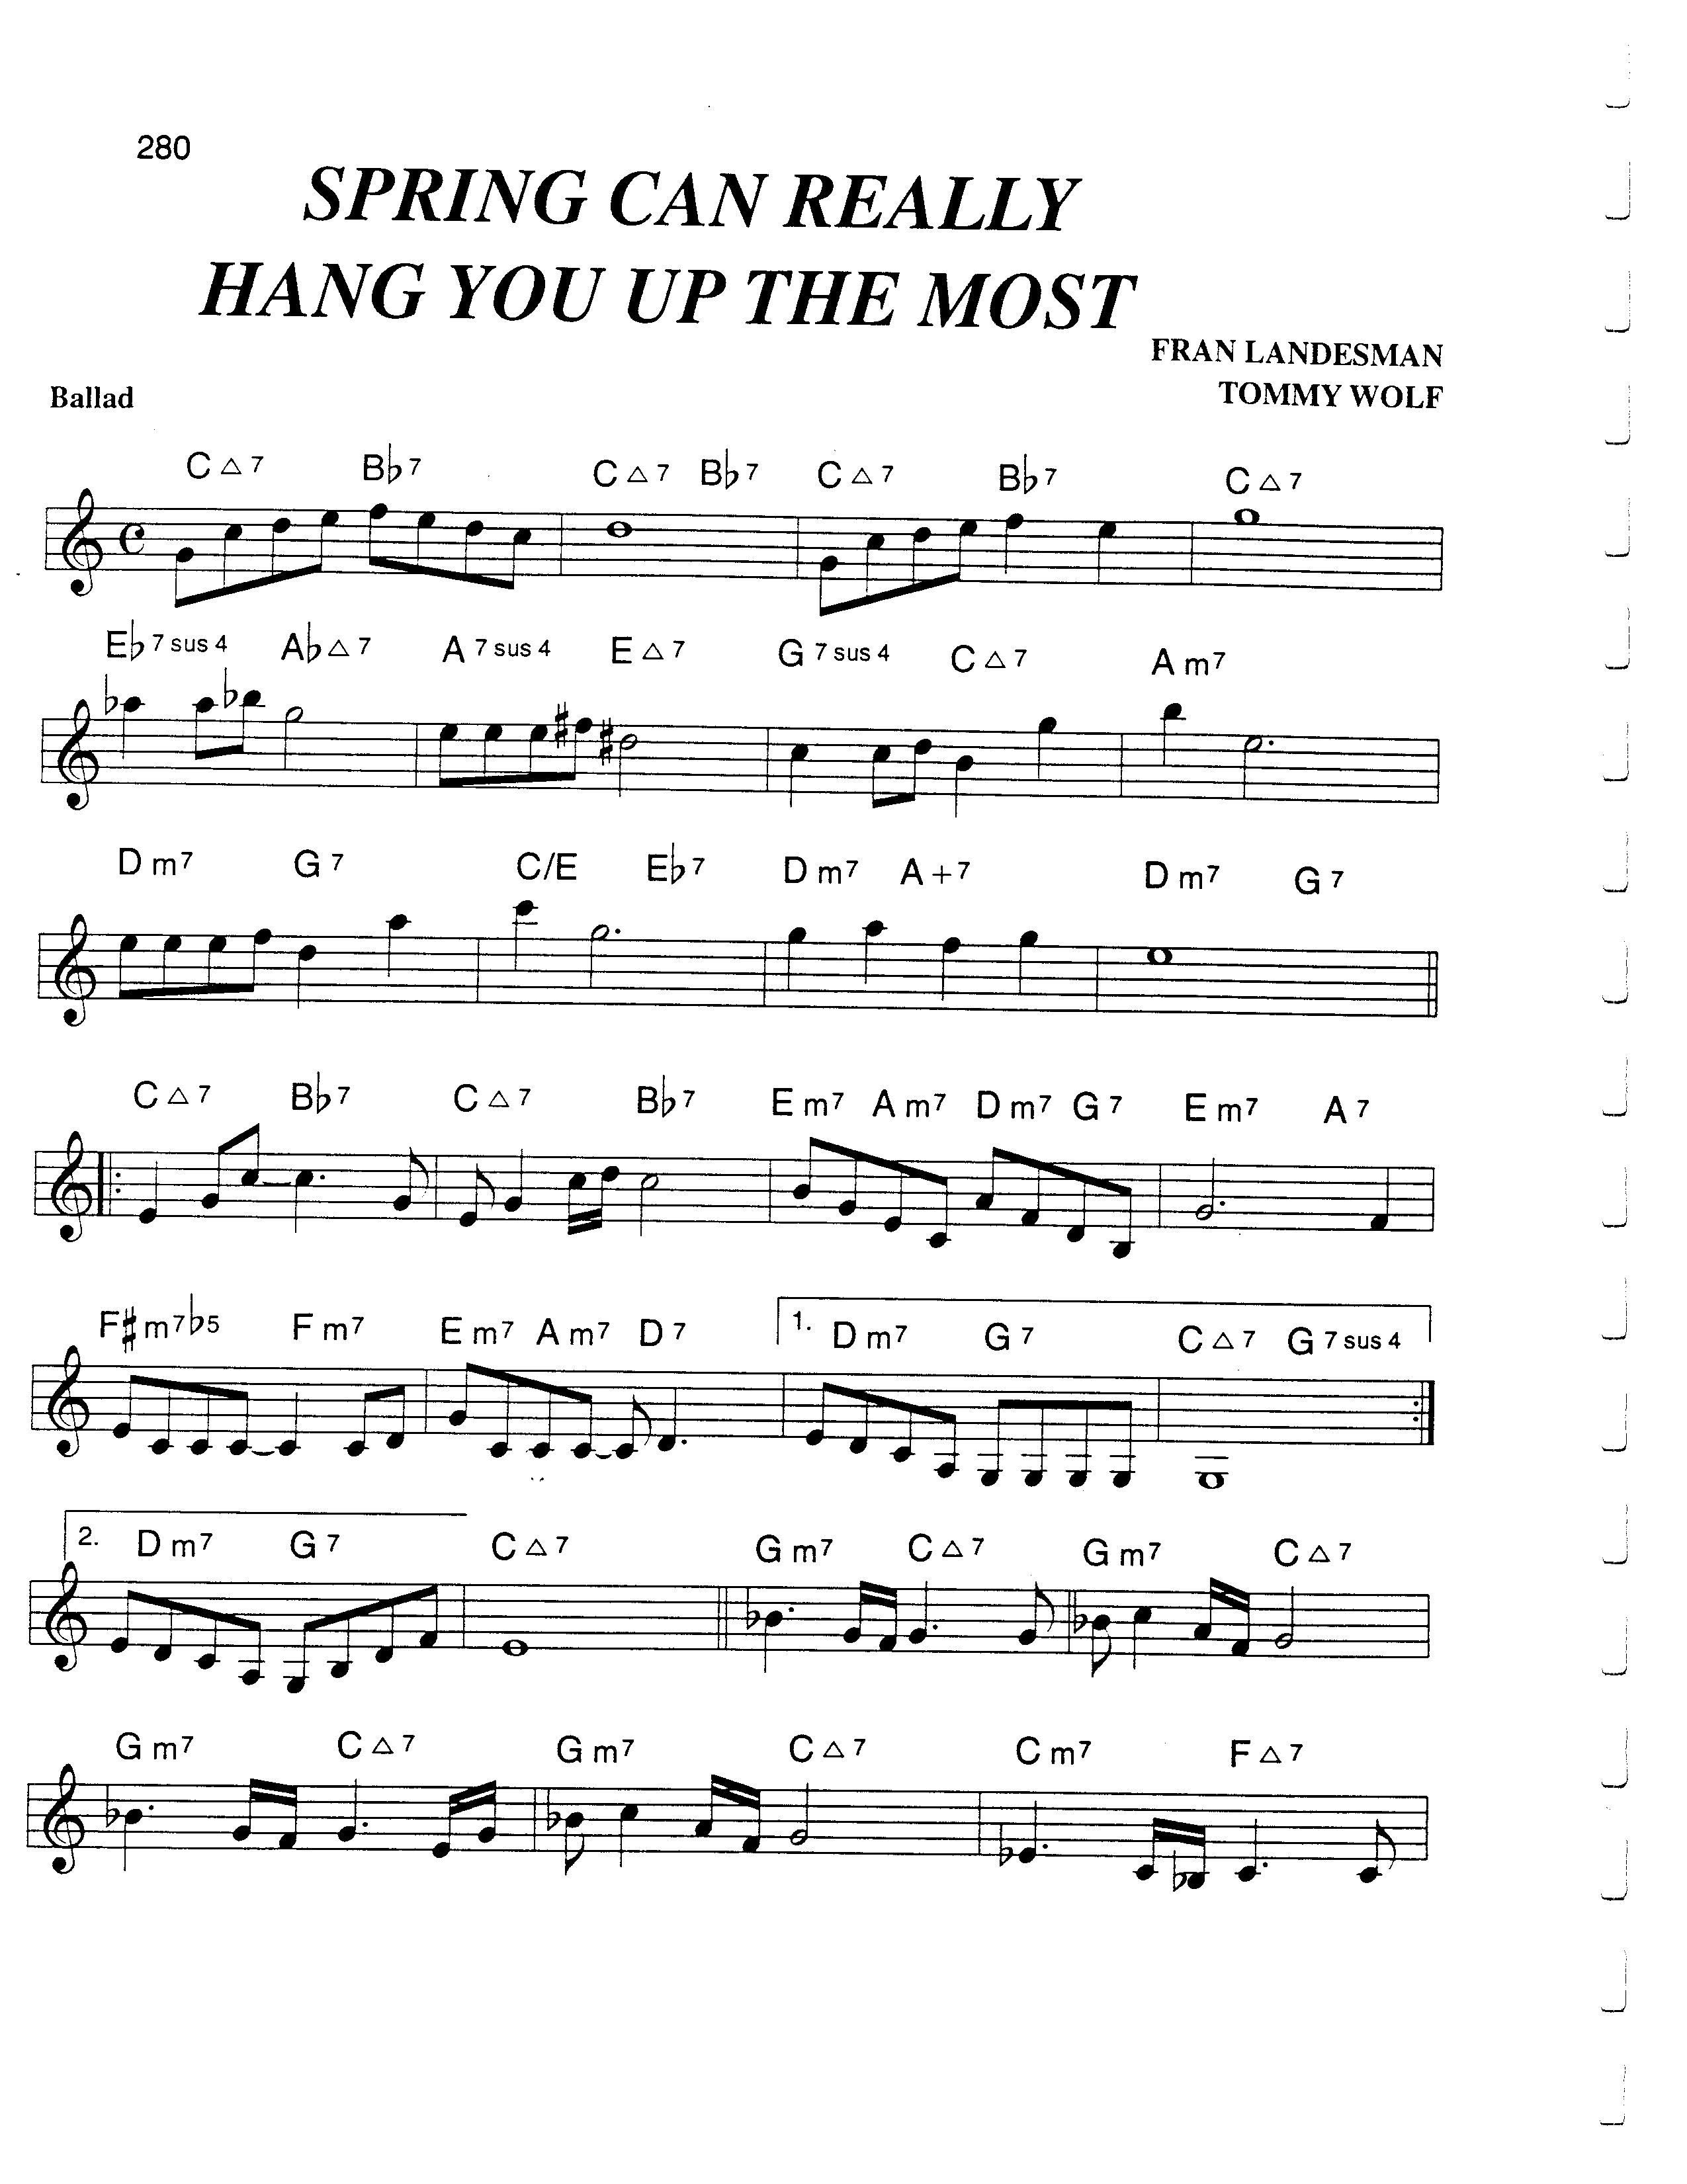 280
SPRING CAN REALLY
HANG YOU UP THE MOST
FRAN LANDESMAN
Ballad
TOMMY WOLF
C△7 B♭7 C△7 B♭7 C△7 B♭7 C△7
E♭7sus4 A♭△7 A7sus4 E△7 G7sus4 C△7 Am7
Dm7 G7 C/E E♭7 Dm7 A+7 Dm7 G7
C△7 B♭7 C△7 B♭7 Em7 Am7 Dm7 G7 Em7 A7
F#m7♭5 Fm7 Em7 Am7 D7 1. Dm7 G7 C△7 G7sus4
2. Dm7 G7 C△7 Gm7 C△7 Gm7 C△7
Gm7 C△7 Gm7 C△7 Cm7 F△7